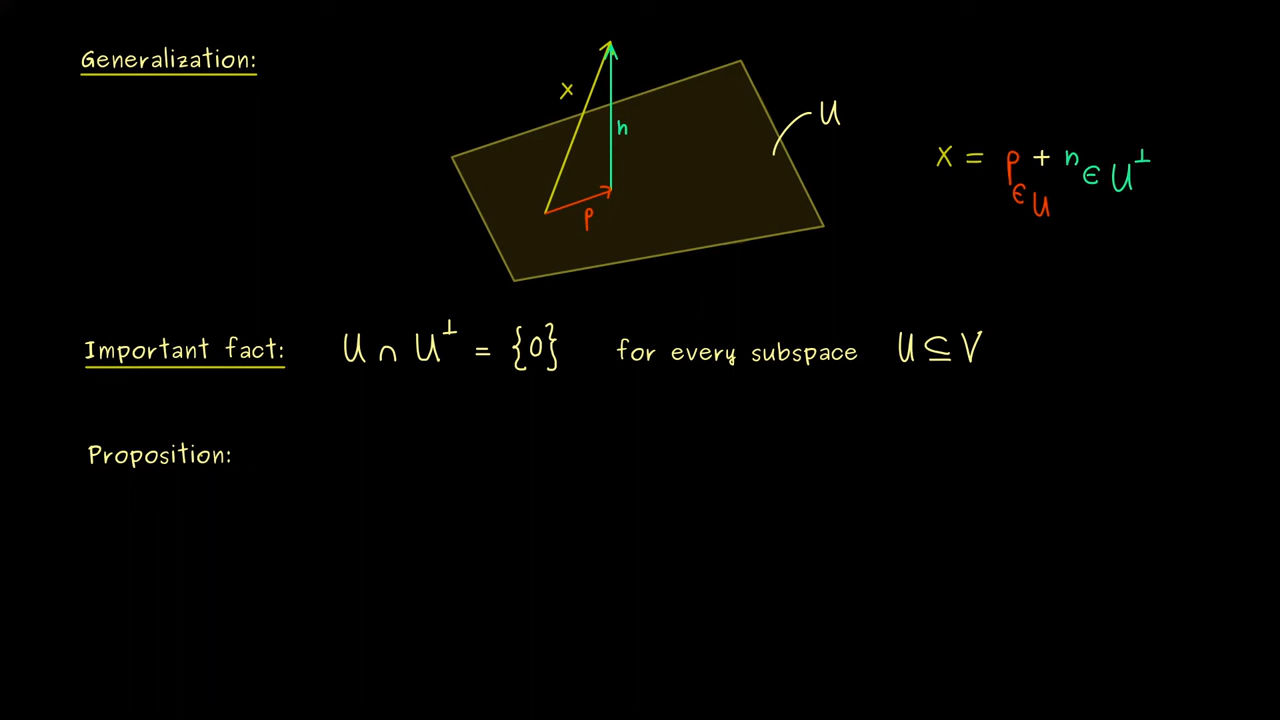 Generalization:
x
n
p
U
x = p + n ∈ U⊥
∈ U
Important fact: U ∩ U⊥ = {0} for every subspace U ⊆ V
Proposition: